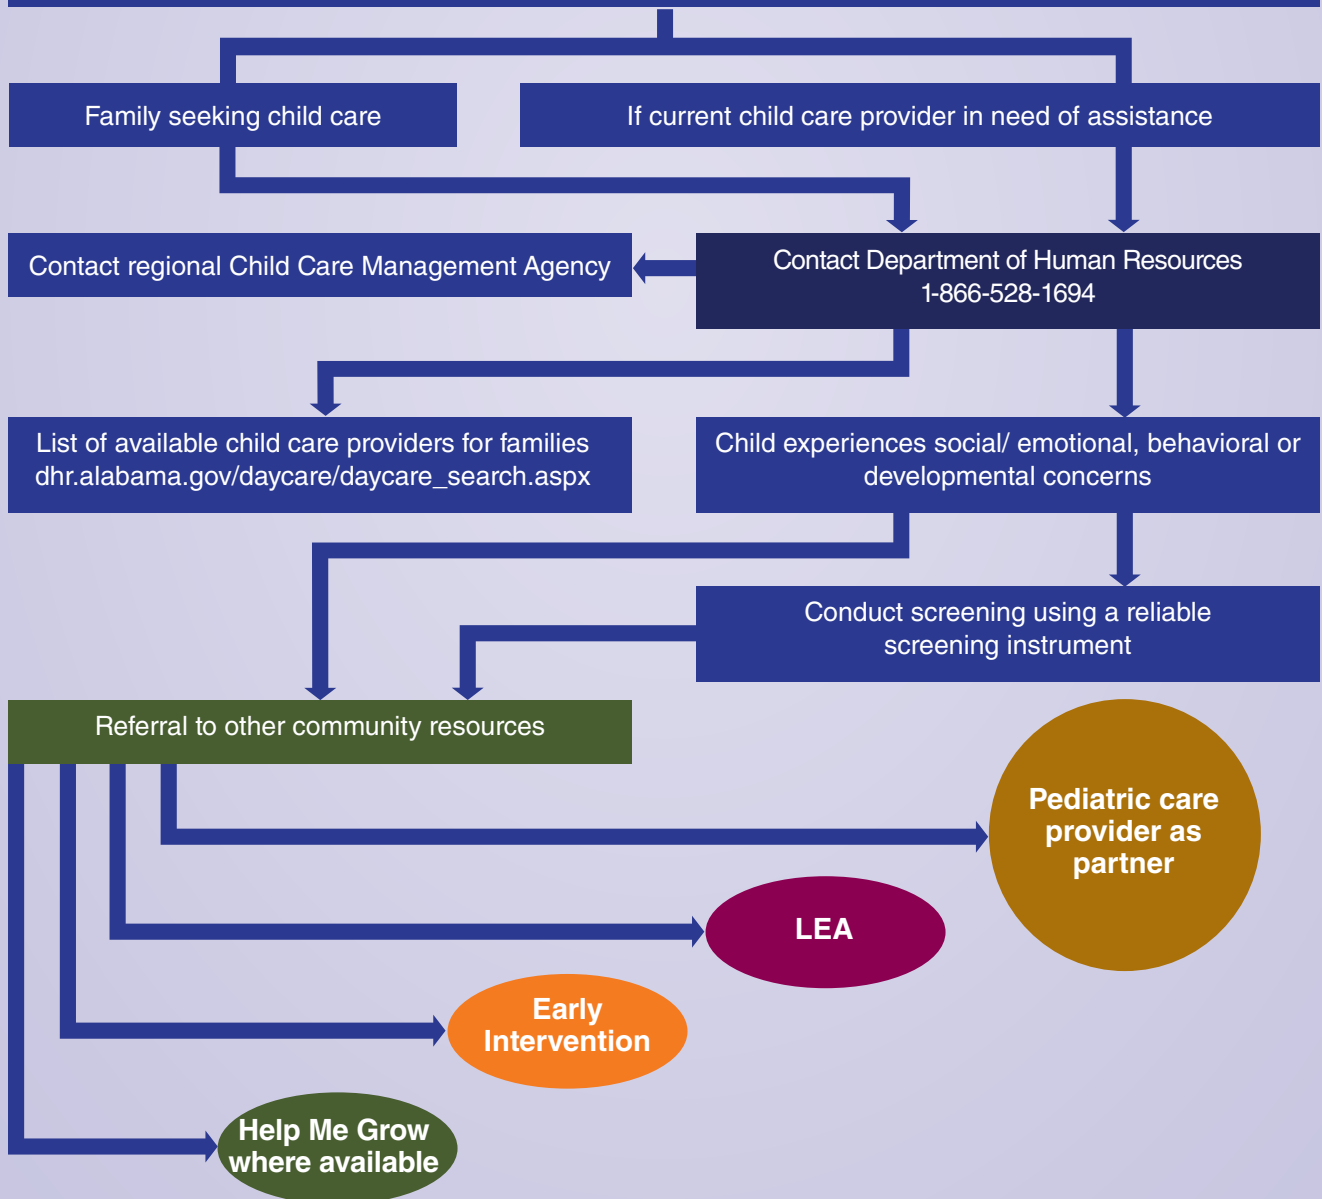 Family seeking child care
If current child care provider in need of assistance
Contact regional Child Care Management Agency
Contact Department of Human Resources
1-866-528-1694
List of available child care providers for families
dhr.alabama.gov/daycare/daycare_search.aspx
Child experiences social/ emotional, behavioral or
developmental concerns
Conduct screening using a reliable
screening instrument
Referral to other community resources
Pediatric care
provider as
partner
LEA
Early
Intervention
Help Me Grow
where available